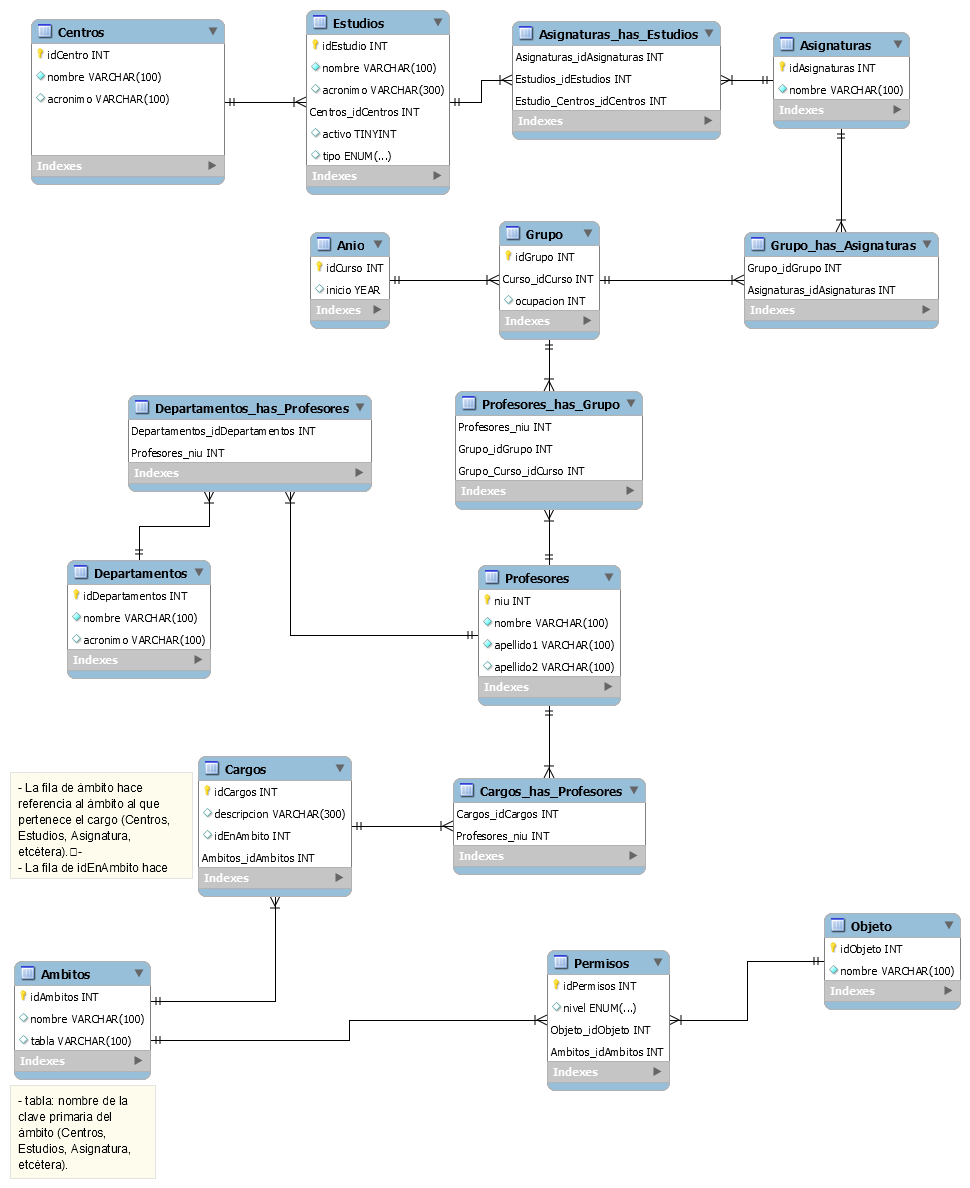 Centros
idCentro INT
nombre VARCHAR(100)
acronimo VARCHAR(100)
Indexes
Estudios
idEstudio INT
nombre VARCHAR(100)
acronimo VARCHAR(300)
Centros_idCentros INT
activo TINYINT
tipo ENUM(...)
Indexes
Asignaturas_has_Estudios
Asignaturas_idAsignaturas INT
Estudios_idEstudios INT
Estudio_Centros_idCentros INT
Indexes
Asignaturas
idAsignaturas INT
nombre VARCHAR(100)
Indexes
Anio
idCurso INT
inicio YEAR
Indexes
Grupo
idGrupo INT
Curso_idCurso INT
ocupacion INT
Indexes
Grupo_has_Asignaturas
Grupo_idGrupo INT
Asignaturas_idAsignaturas INT
Indexes
Departamentos_has_Profesores
Departamentos_idDepartamentos INT
Profesores_niu INT
Indexes
Profesores_has_Grupo
Profesores_niu INT
Grupo_idGrupo INT
Grupo_Curso_idCurso INT
Indexes
Departamentos
idDepartamentos INT
nombre VARCHAR(100)
acronimo VARCHAR(100)
Indexes
Profesores
niu INT
nombre VARCHAR(100)
apellido1 VARCHAR(100)
apellido2 VARCHAR(100)
Indexes
- La fila de ámbito hace
referencia al ámbito al que
pertenece el cargo (Centros,
Estudios, Asignatura,
etcétera). □-
- La fila de idEnAmbito hace
Cargos
idCargos INT
descripcion VARCHAR(300)
idEnAmbito INT
Ambitos_idAmbitos INT
Indexes
Cargos_has_Profesores
Cargos_idCargos INT
Profesores_niu INT
Indexes
Ambitos
idAmbitos INT
nombre VARCHAR(100)
tabla VARCHAR(100)
Indexes
Permisos
idPermisos INT
nivel ENUM(...)
Objeto_idObjeto INT
Ambitos_idAmbitos INT
Indexes
Objeto
idObjeto INT
nombre VARCHAR(100)
Indexes
- tabla: nombre de la
clave primaria del
ámbito (Centros,
Estudios, Asignatura,
etcétera).